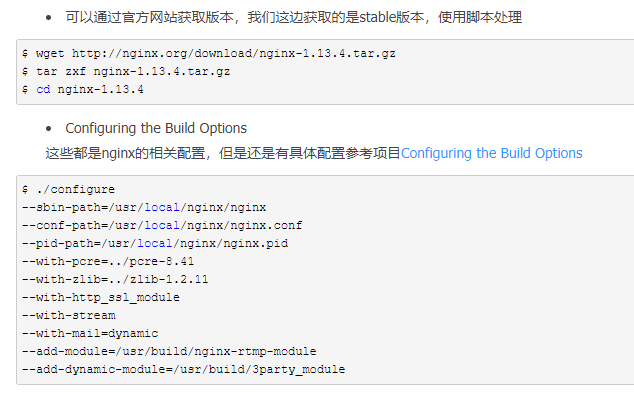 可以通过官方网站获取版本，我们这边获取的是stable版本，使用脚本处理
$ wget http://nginx.org/download/nginx-1.13.4.tar.gz
$ tar zxf nginx-1.13.4.tar.gz
$ cd nginx-1.13.4
Configuring the Build Options
这些都是nginx的相关配置，但是还是有具体配置参考项目Configuring the Build Options
$ ./configure
--sbin-path=/usr/local/nginx/nginx
--conf-path=/usr/local/nginx/nginx.conf
--pid-path=/usr/local/nginx/nginx.pid
--with-pcre=../pcre-8.41
--with-zlib=../zlib-1.2.11
--with-http_ssl_module
--with-stream
--with-mail=dynamic
--add-module=/usr/build/nginx-rtmp-module
--add-dynamic-module=/usr/build/3party_module